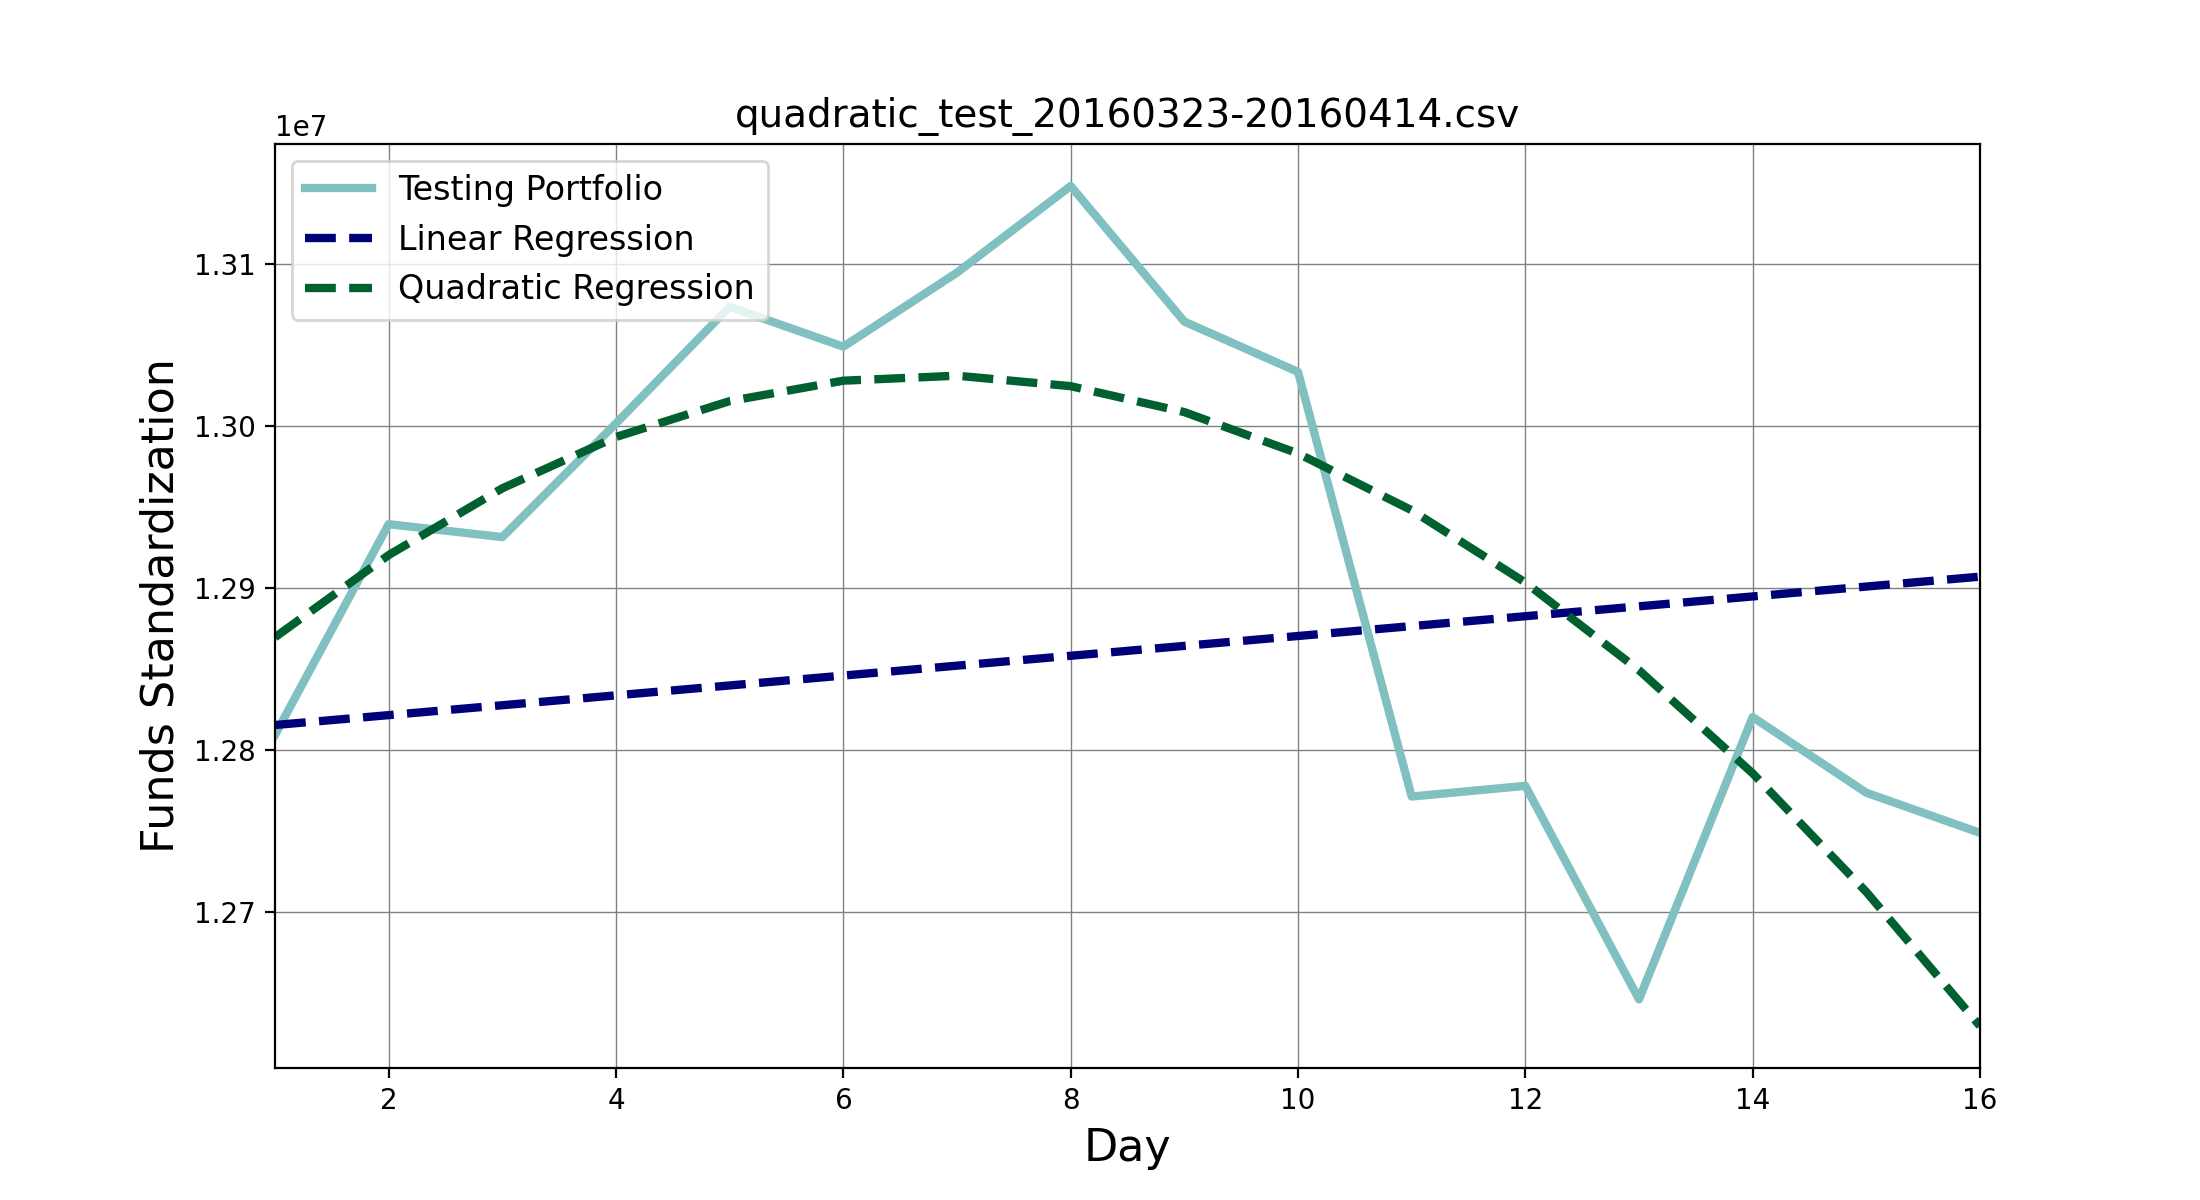 quadratic_test_20160323-20160414.csv
1e7
Testing Portfolio
Linear Regression
Quadratic Regression
1.31
1.30
1.29
1.28
1.27
Funds Standardization
2 4 6 8 10 12 14 16
Day